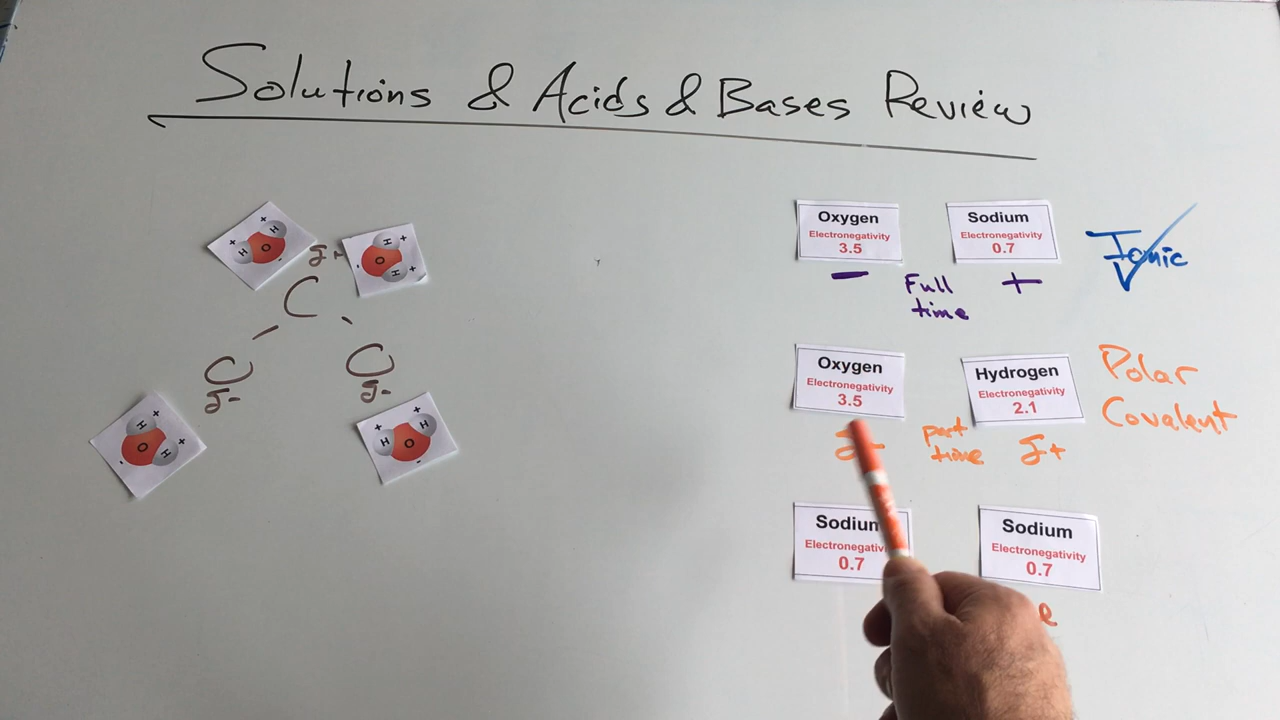 Solutions & Acids & Bases Review
+ H + H O -
H + O H + -
δ+
C
O O
δ- δ-
H + H + O -
+ + H H O -
Oxygen
Electronegativity
3.5
Sodium
Electronegativity
0.7
Ionic
- Full time +
Oxygen
Electronegativity
3.5
Hydrogen
Electronegativity
2.1
Polar
Covalent
part time δ+
Electronegativity
0.7
Sodium
Electronegativity
0.7